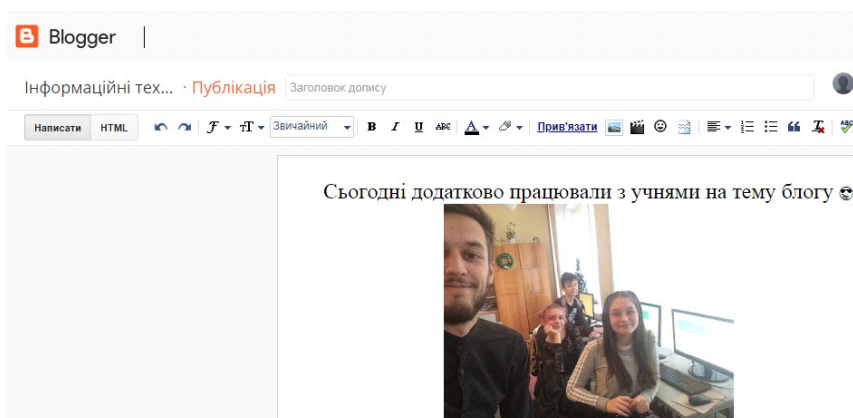 Blogger
Інформаційні тех... · Публікація Заголовок допису
Написати HTML Звичайний B I U ABC A Прив'язати ABC
Сьогодні додатково працювали з учнями на тему блогу 😎